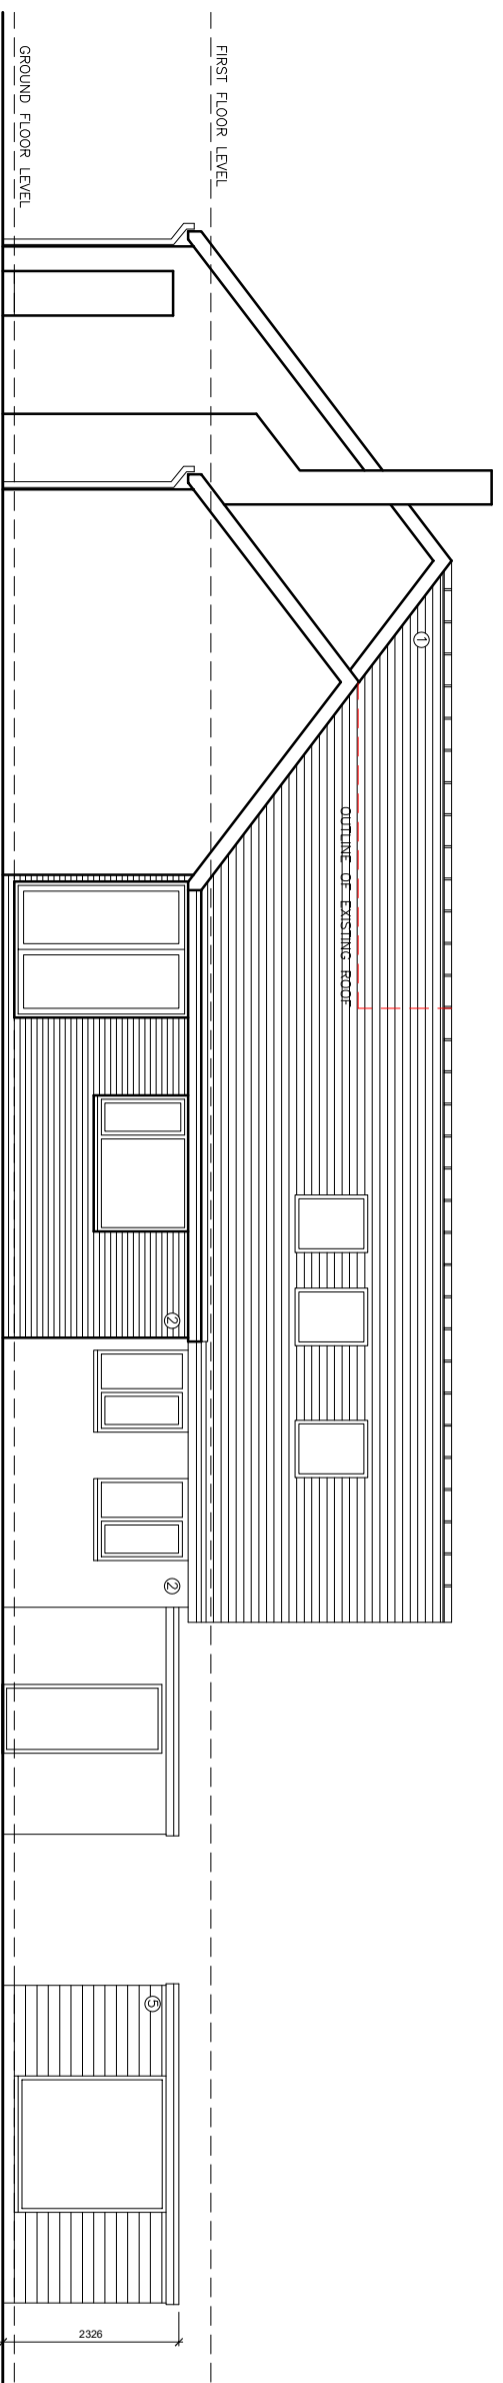 FIRST FLOOR LEVEL
GROUND FLOOR LEVEL
1
OUTLINE OF EXISTING ROOF
2
2
5
2326